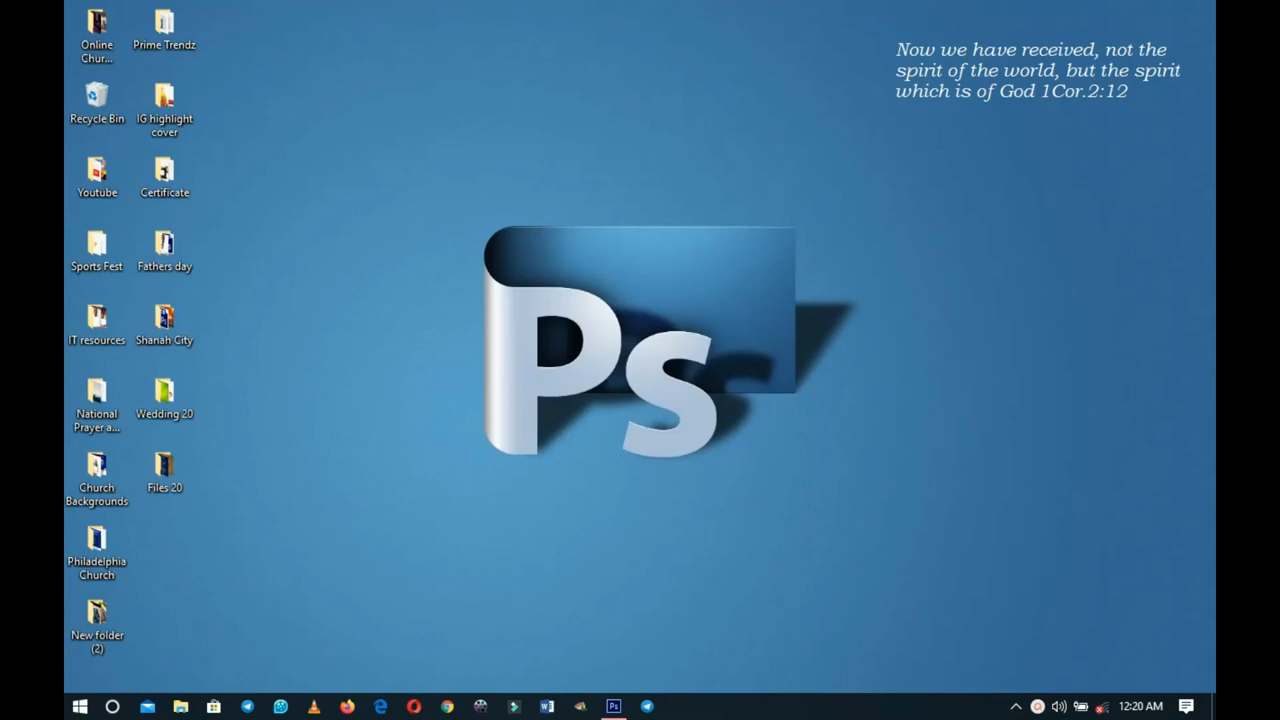 Online
Chur...
Prime Trendz
Recycle Bin
IG highlight
cover
Youtube
Certificate
Sports Fest
Fathers day
IT resources
Shanah City
National
Prayer a...
Wedding 20
Church
Backgrounds
Files 20
Philadelphia
Church
New folder
(2)
Now we have received, not the
spirit of the world, but the spirit
which is of God 1Cor.2:12
Ps
W
Ps
12:20 AM